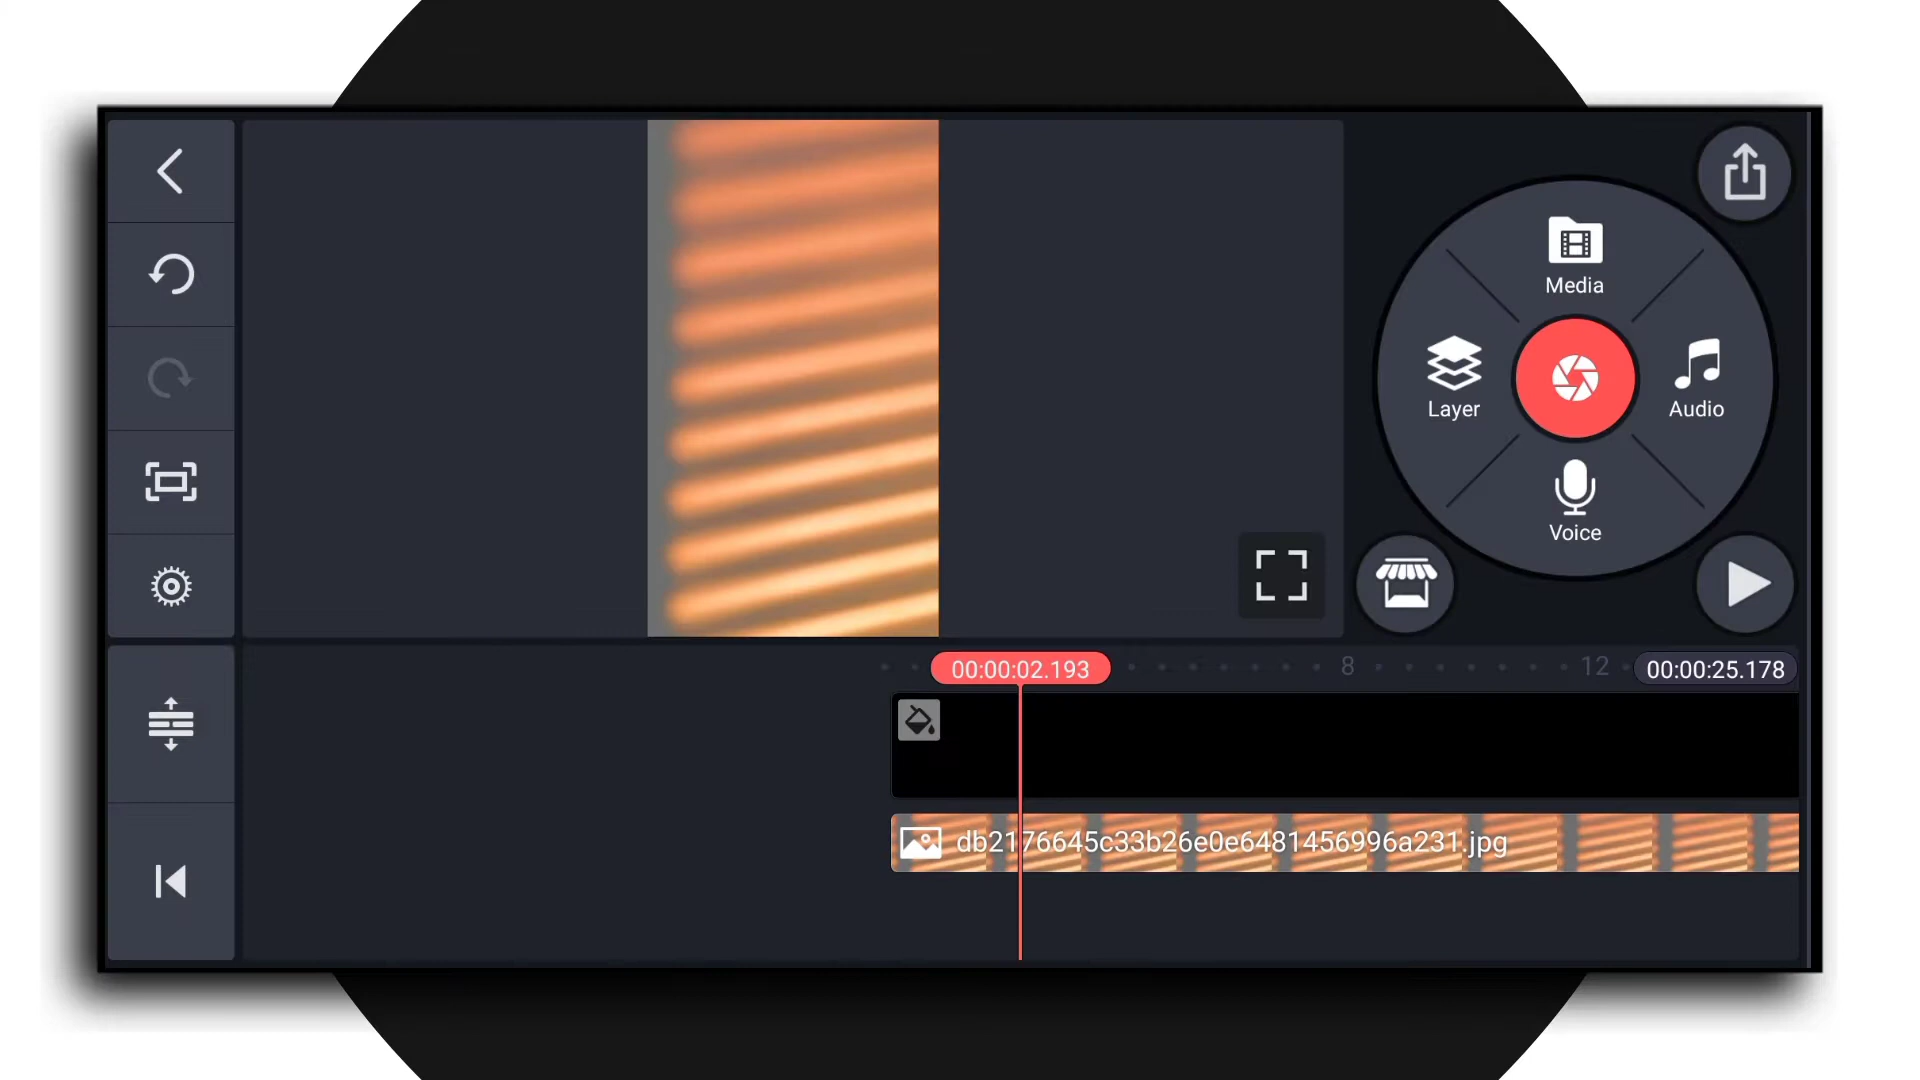 Media
Layer
Audio
Voice
00:00:02.193
8
12
00:00:25.178
db2176645c33b26e0e6481456996a231.jpg